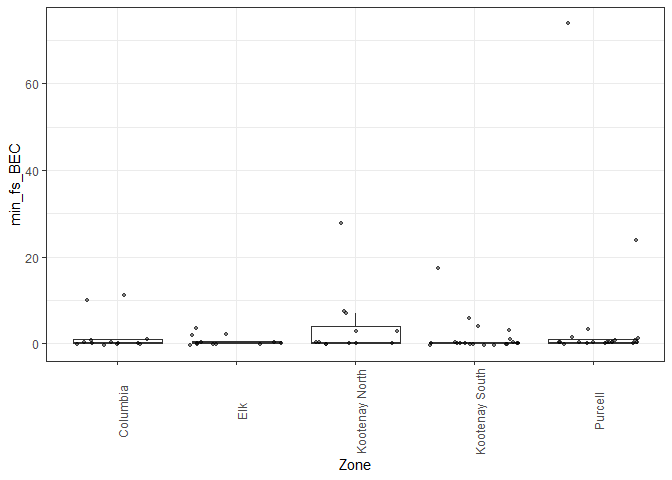 min_fs_BEC
60
40
20
0
Columbia
Elk
Kootenay North
Kootenay South
Purcell
Zone